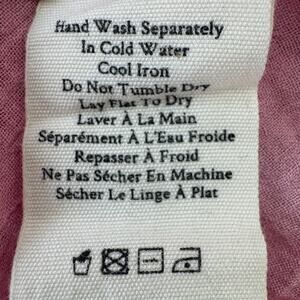 Hand Wash Separately
In Cold Water
Cool Iron
Do Not Tumble Dry
Lay Flat To Dry
Laver À La Main
Séparément À L'Eau Froide
Repasser À Froid
Ne Pas Sécher En Machine
Sécher Le Linge À Plat